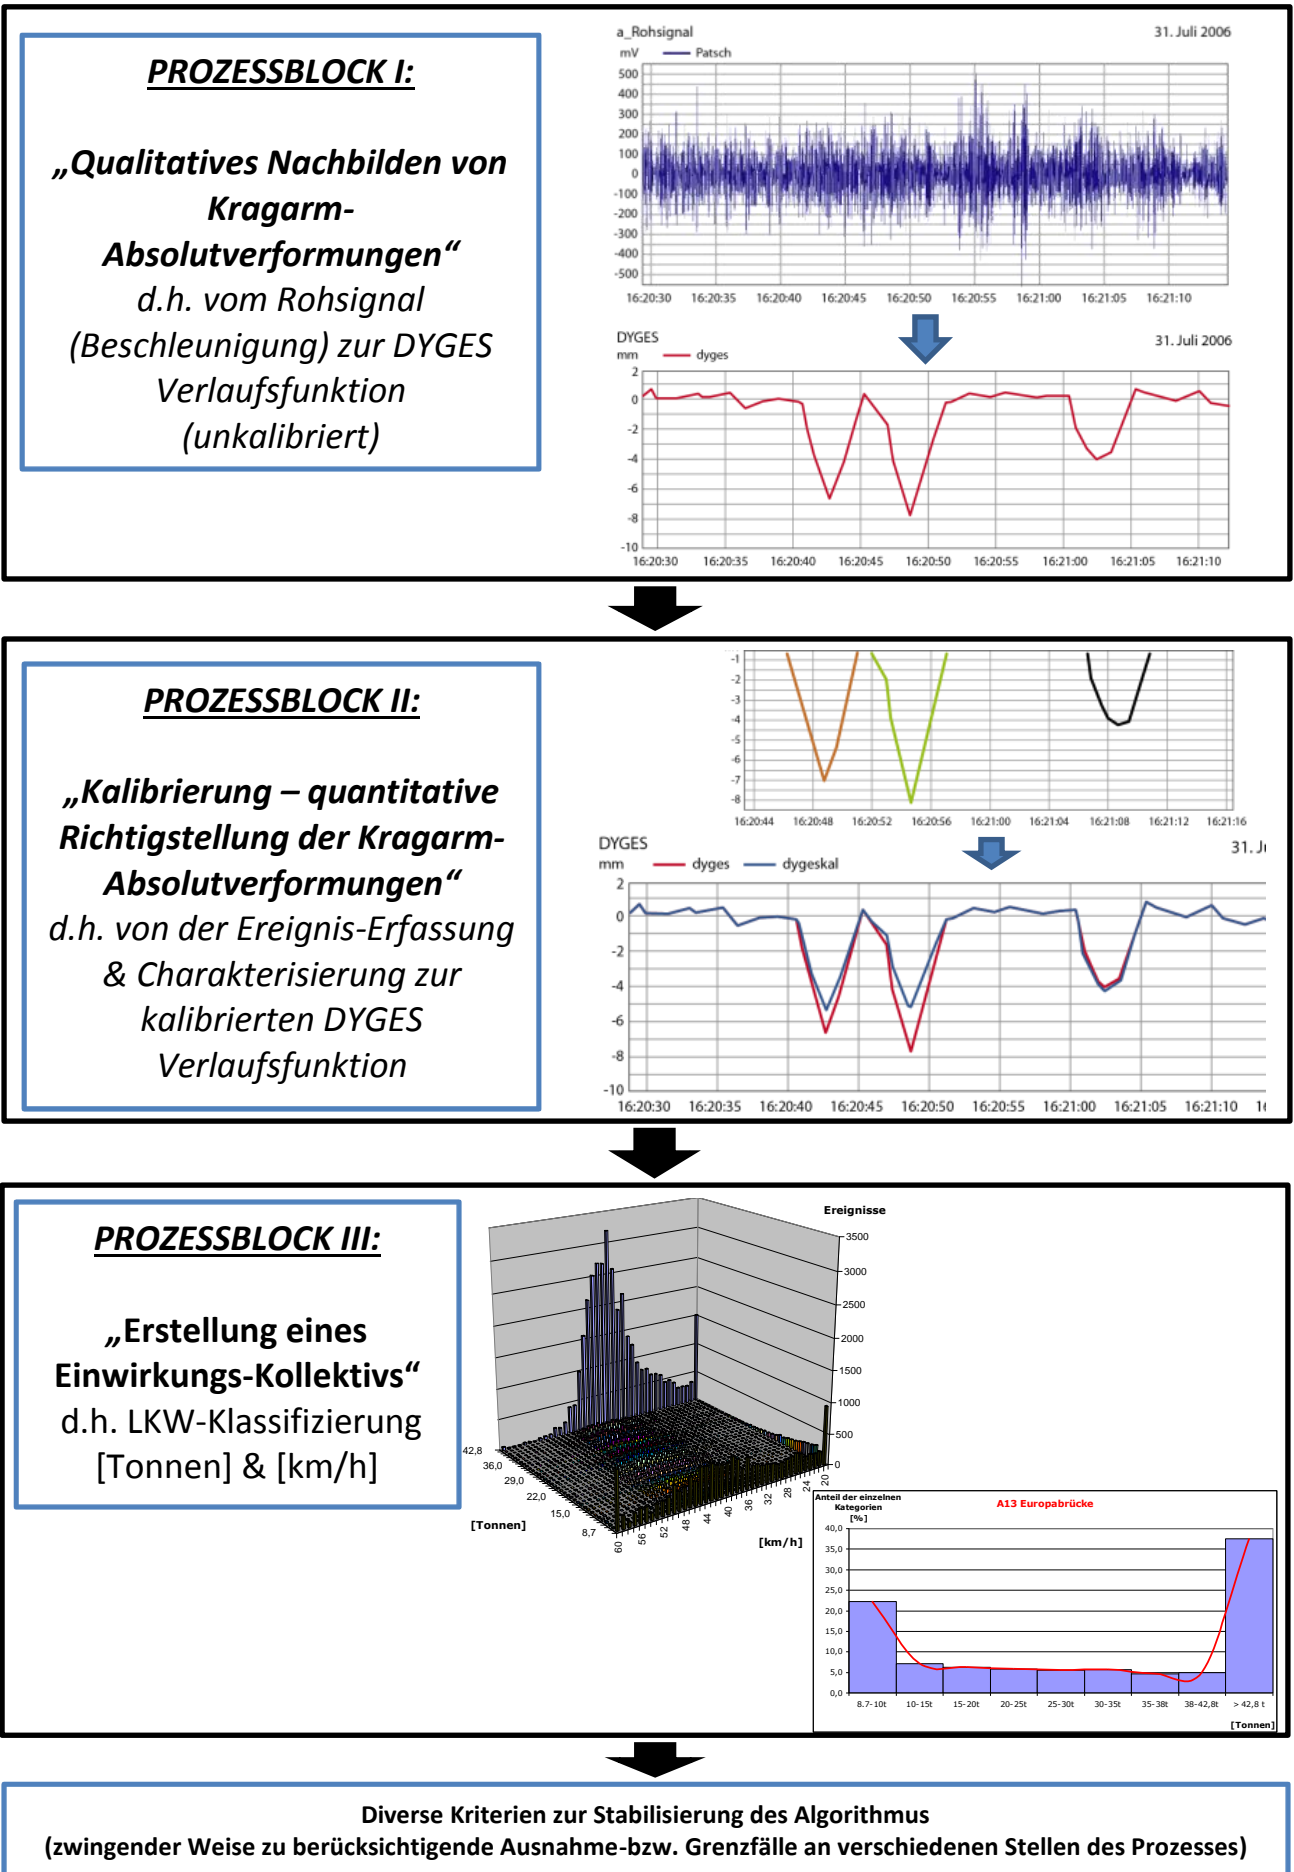 PROZESSBLOCK I:
„Qualitatives Nachbilden von
Kragarm-
Absolutverformungen“
d.h. vom Rohsignal
(Beschleunigung) zur DYGES
Verlaufsfunktion
(unkalibriert)
a_Rohsignal
31. Juli 2006
mV
Patsch
500
400
300
200
100
0
-100
-200
-300
-400
-500
16:20:30 16:20:35 16:20:40 16:20:45 16:20:50 16:20:55 16:21:00 16:21:05 16:21:10
DYGES
31. Juli 2006
mm
dyges
2
0
-2
-4
-6
-8
-10
16:20:30 16:20:35 16:20:40 16:20:45 16:20:50 16:20:55 16:21:00 16:21:05 16:21:10
PROZESSBLOCK II:
„Kalibrierung – quantitative
Richtigstellung der Kragarm-
Absolutverformungen“
d.h. von der Ereignis-Erfassung
& Charakterisierung zur
kalibrierten DYGES
Verlaufsfunktion
-1
-2
-3
-4
-5
-6
-7
-8
16:20:44 16:20:48 16:20:52 16:20:56 16:21:00 16:21:04 16:21:08 16:21:12 16:21:16
DYGES
31. Ju
mm
dyges
dygeskal
2
0
-2
-4
-6
-8
-10
16:20:30 16:20:35 16:20:40 16:20:45 16:20:50 16:20:55 16:21:00 16:21:05 16:21:10
PROZESSBLOCK III:
„Erstellung eines
Einwirkungs-Kollektivs“
d.h. LKW-Klassifizierung
[Tonnen] & [km/h]
Ereignisse
3500
3000
2500
2000
1500
1000
500
0
42,8
36,0
29,0
22,0
15,0
8,7
[Tonnen]
60
56
52
48
44
40
36
32
28
24
20
[km/h]
Anteil der einzelnen
Kategorien
[%]
A13 Europabrücke
40,0
35,0
30,0
25,0
20,0
15,0
10,0
5,0
0,0
8.7-10t 10-15t 15-20t 20-25t 25-30t 30-35t 35-38t 38-42,8t > 42,8 t
[Tonnen]
Diverse Kriterien zur Stabilisierung des Algorithmus
(zwingender Weise zu berücksichtigende Ausnahme-bzw. Grenzfälle an verschiedenen Stellen des Prozesses)